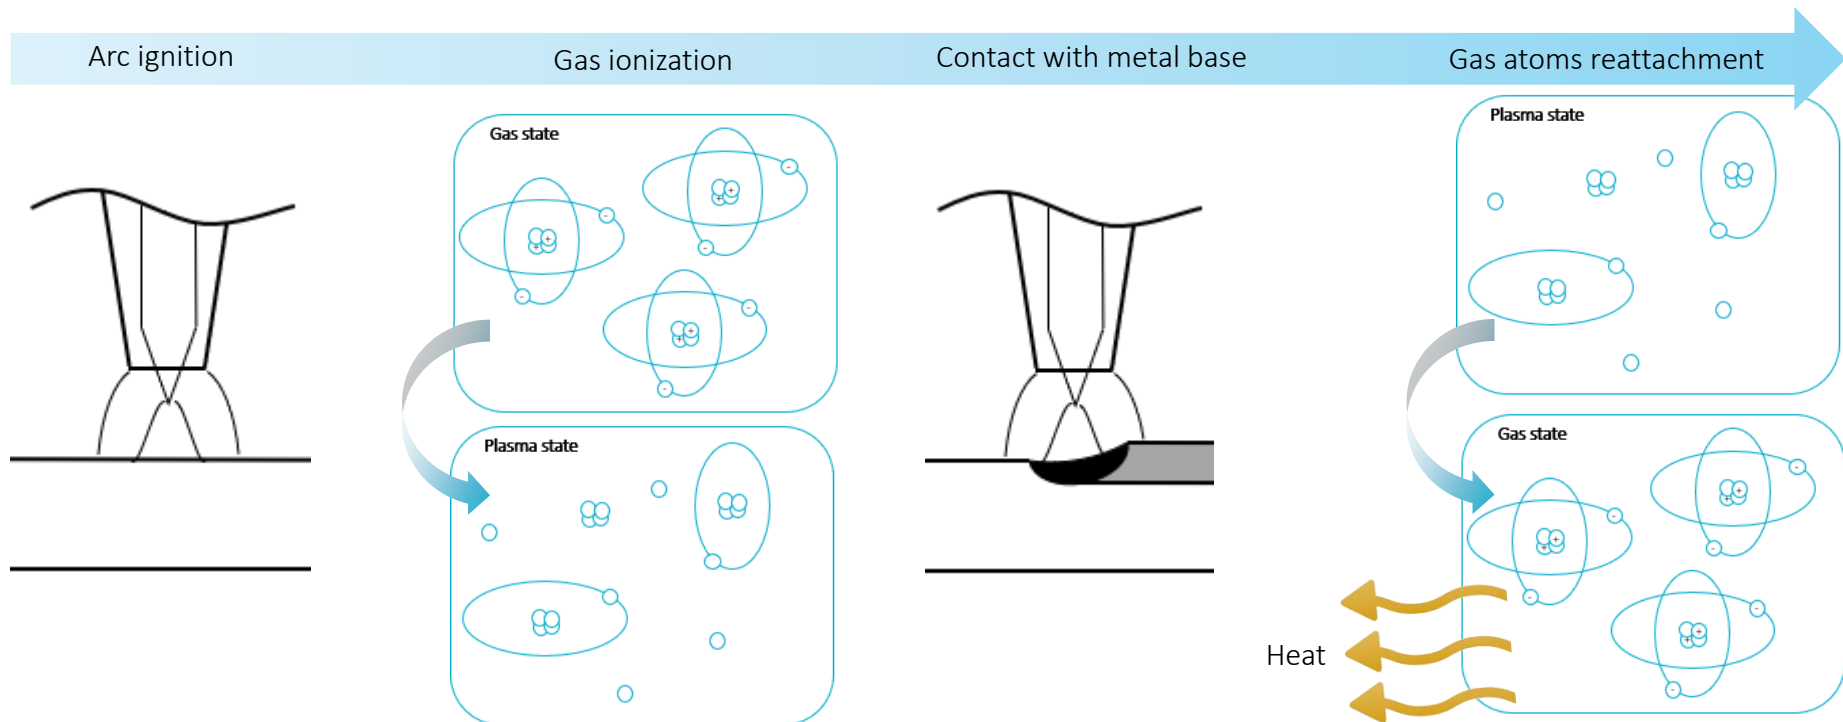 Arc ignition
Gas ionization
Contact with metal base
Gas atoms reattachment
Gas state
Plasma state
Plasma state
Gas state
Heat